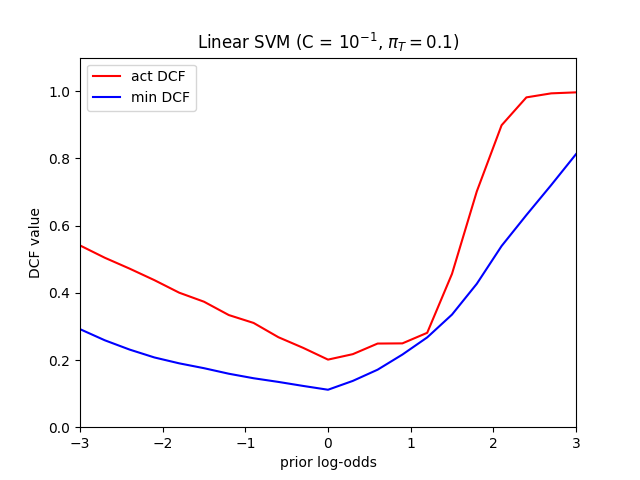 Linear SVM (C = 10⁻¹, π_T = 0.1)
act DCF
min DCF
DCF value
1.0
0.8
0.6
0.4
0.2
0.0
−3 −2 −1 0 1 2 3
prior log-odds